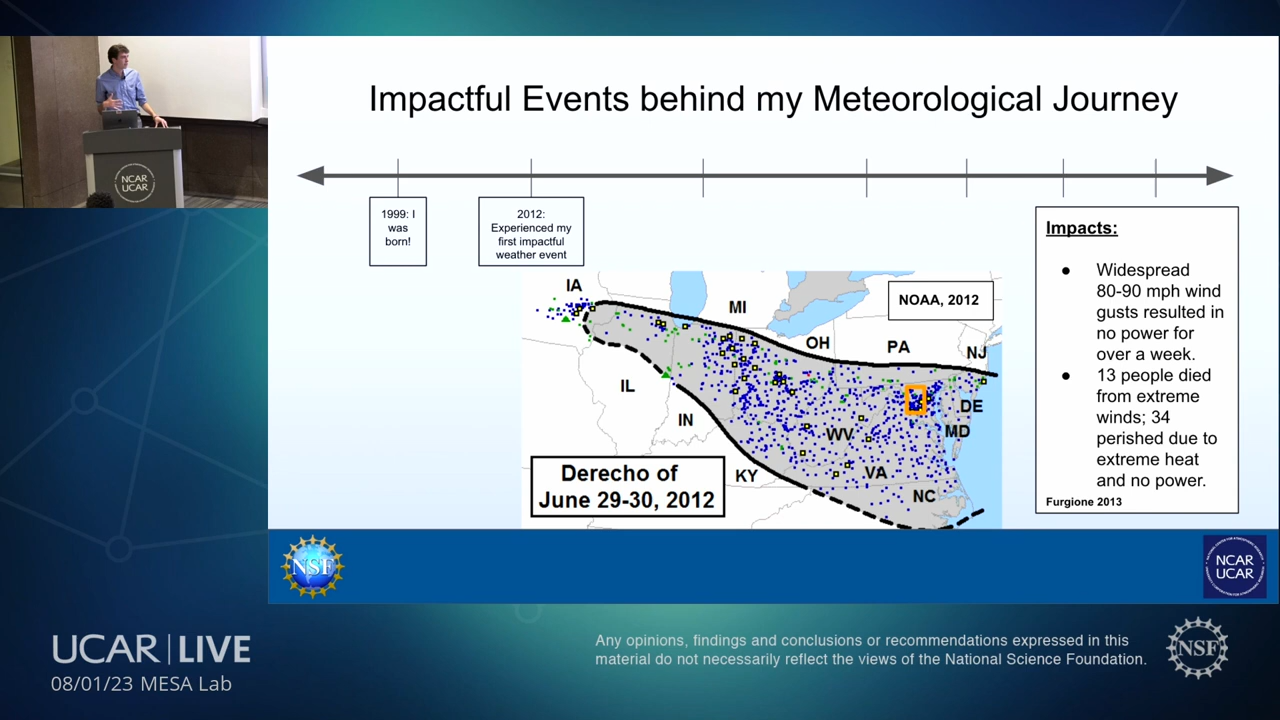 Impactful Events behind my Meteorological Journey
1999: I
was
born!
2012:
Experienced my
first impactful
weather event
IA
MI
NOAA, 2012
OH
PA
NJ
IL
IN
DE
MD
WV
VA
KY
NC
Derecho of
June 29-30, 2012
Impacts:
● Widespread
80-90 mph wind
gusts resulted in
no power for
over a week.
● 13 people died
from extreme
winds; 34
perished due to
extreme heat
and no power.
Furgione 2013
NCAR
UCAR
NSF
NCAR
UCAR
UCAR | LIVE
08/01/23 MESA Lab
Any opinions, findings and conclusions or recommendations expressed in this
material do not necessarily reflect the views of the National Science Foundation.
NSF